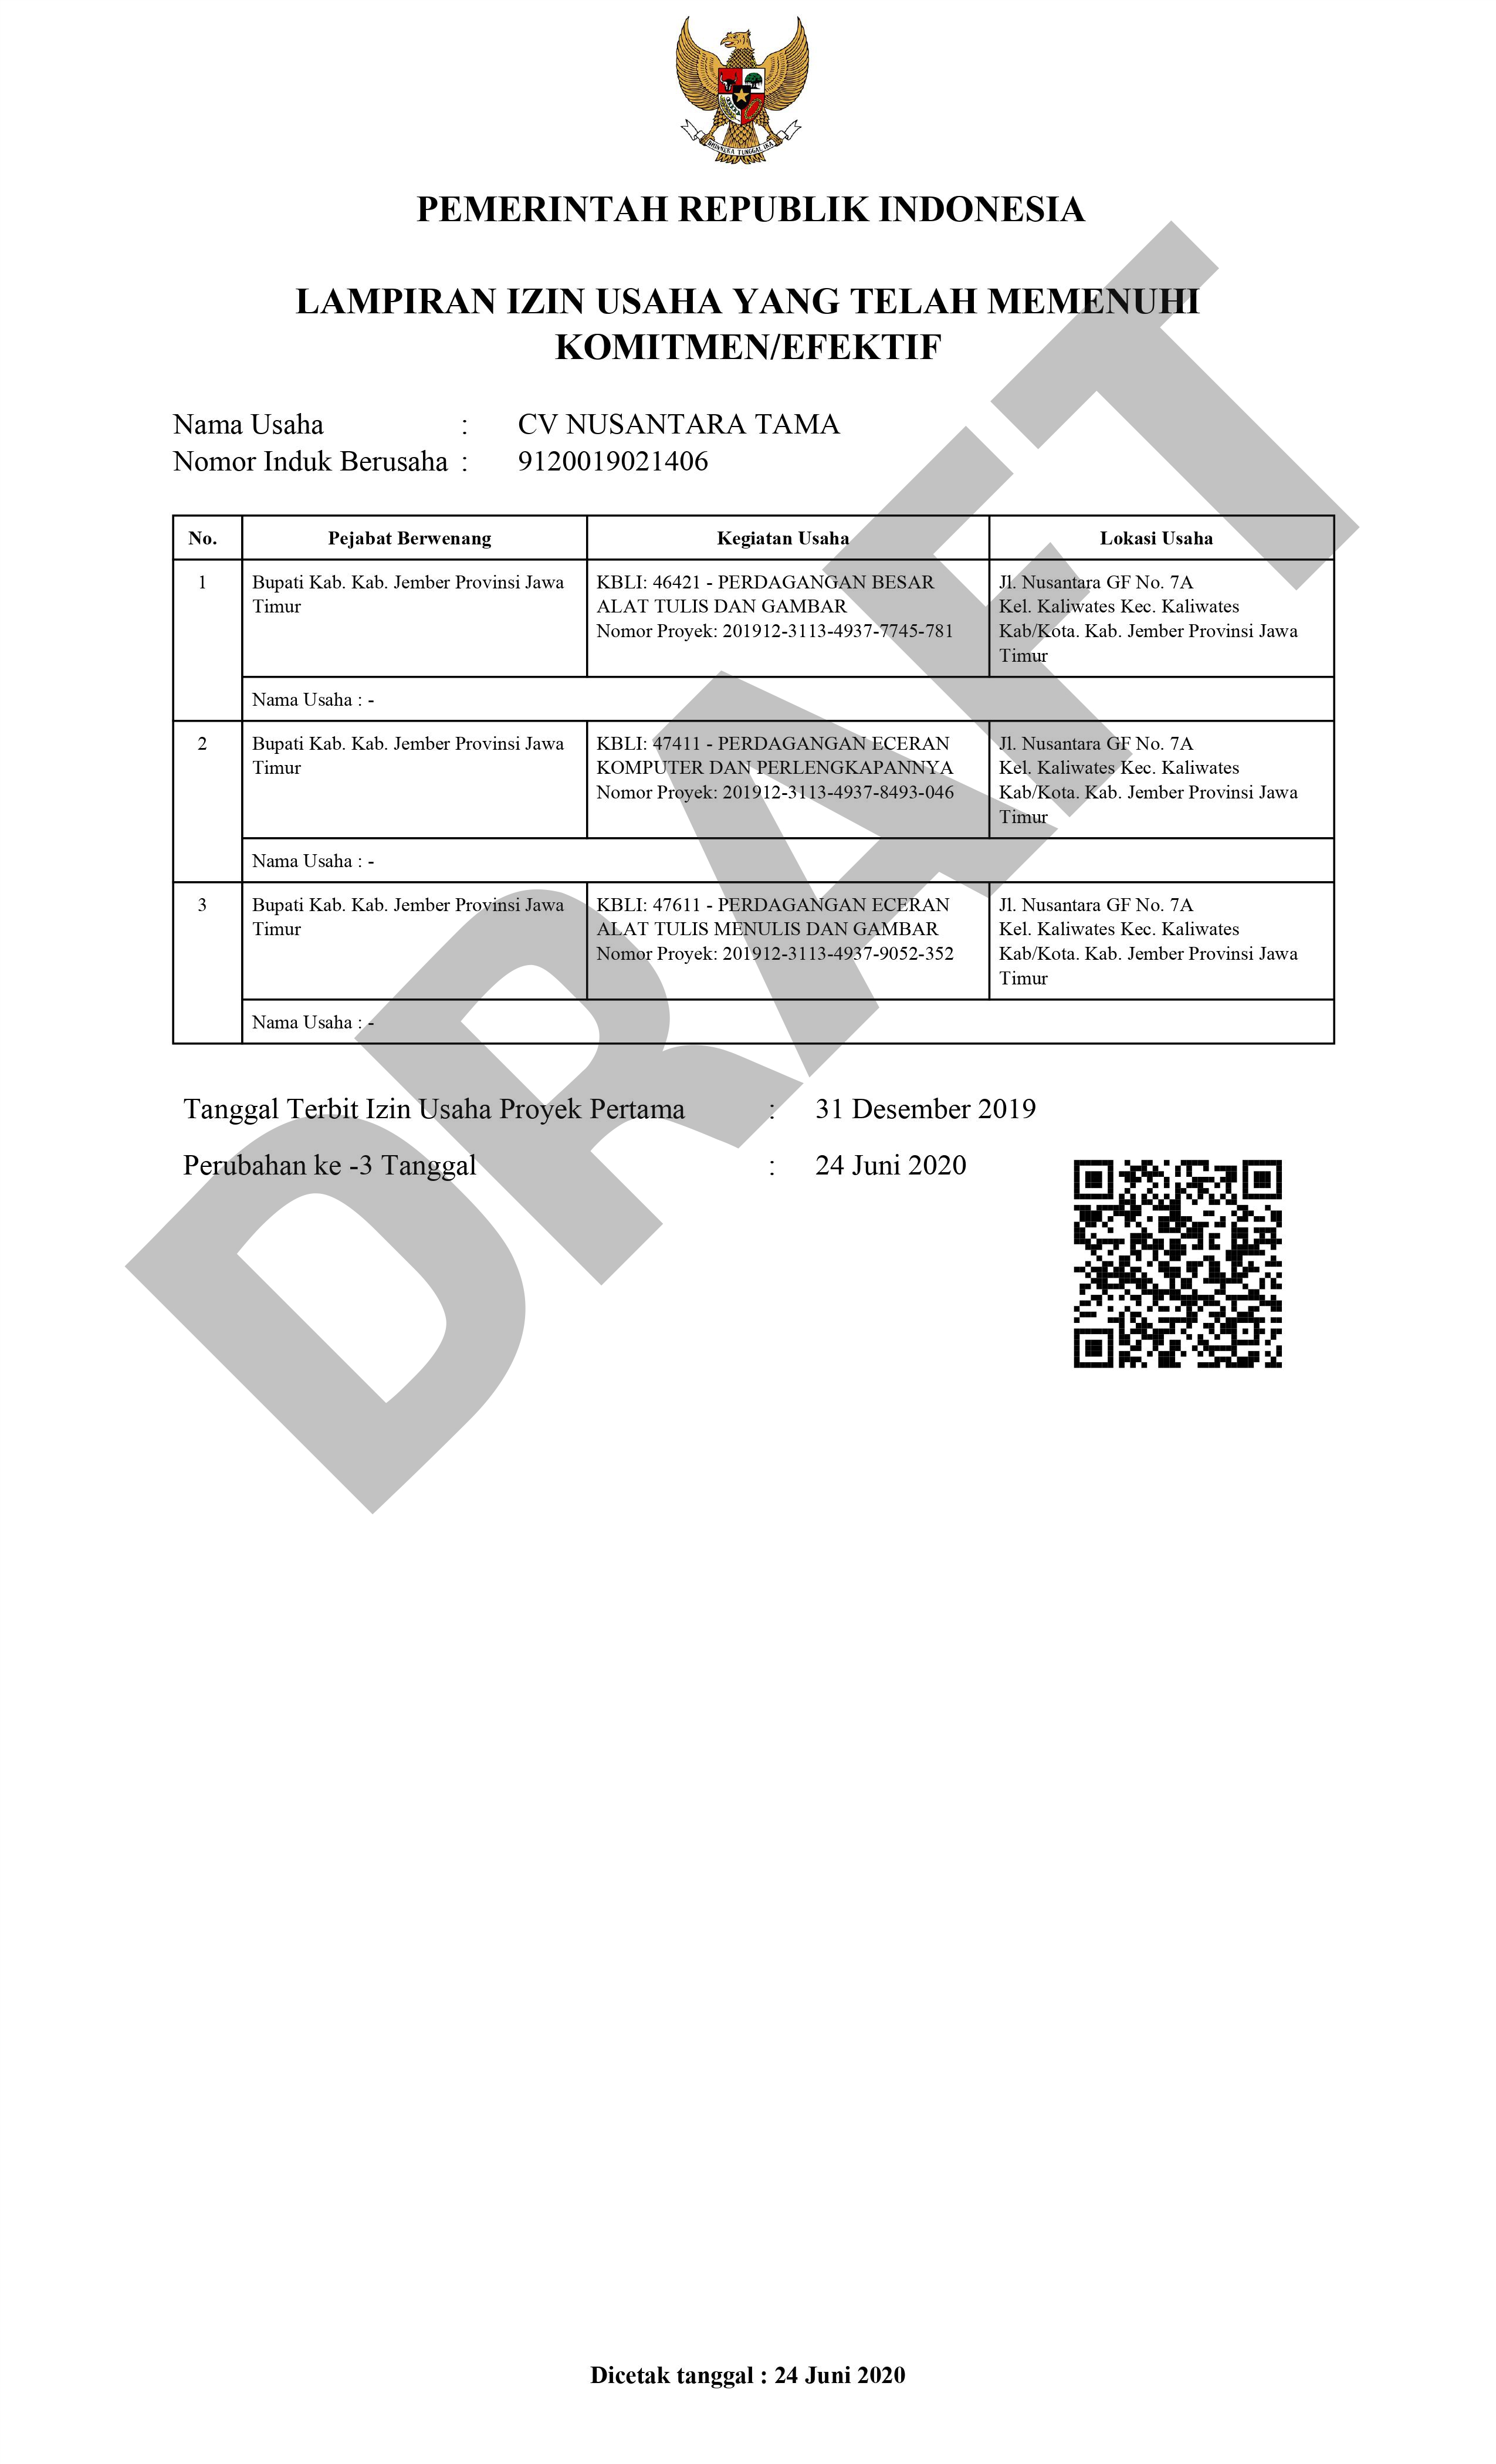 BHINNEKA TUNGGAL IKA
PEMERINTAH REPUBLIK INDONESIA
LAMPIRAN IZIN USAHA YANG TELAH MEMENUHI
KOMITMEN/EFEKTIF
Nama Usaha : CV NUSANTARA TAMA
Nomor Induk Berusaha : 9120019021406
No. Pejabat Berwenang Kegiatan Usaha Lokasi Usaha
1 Bupati Kab. Kab. Jember Provinsi Jawa KBLI: 46421 - PERDAGANGAN BESAR Jl. Nusantara GF No. 7A
Timur ALAT TULIS DAN GAMBAR Kel. Kaliwates Kec. Kaliwates
Nomor Proyek: 201912-3113-4937-7745-781 Kab/Kota. Kab. Jember Provinsi Jawa
Timur
Nama Usaha : -
2 Bupati Kab. Kab. Jember Provinsi Jawa KBLI: 47411 - PERDAGANGAN ECERAN Jl. Nusantara GF No. 7A
Timur KOMPUTER DAN PERLENGKAPANNYA Kel. Kaliwates Kec. Kaliwates
Nomor Proyek: 201912-3113-4937-8493-046 Kab/Kota. Kab. Jember Provinsi Jawa
Timur
Nama Usaha : -
3 Bupati Kab. Kab. Jember Provinsi Jawa KBLI: 47611 - PERDAGANGAN ECERAN Jl. Nusantara GF No. 7A
Timur ALAT TULIS MENULIS DAN GAMBAR Kel. Kaliwates Kec. Kaliwates
Nomor Proyek: 201912-3113-4937-9052-352 Kab/Kota. Kab. Jember Provinsi Jawa
Timur
Nama Usaha : -
Tanggal Terbit Izin Usaha Proyek Pertama : 31 Desember 2019
Perubahan ke -3 Tanggal : 24 Juni 2020
DRAFT
Dicetak tanggal : 24 Juni 2020